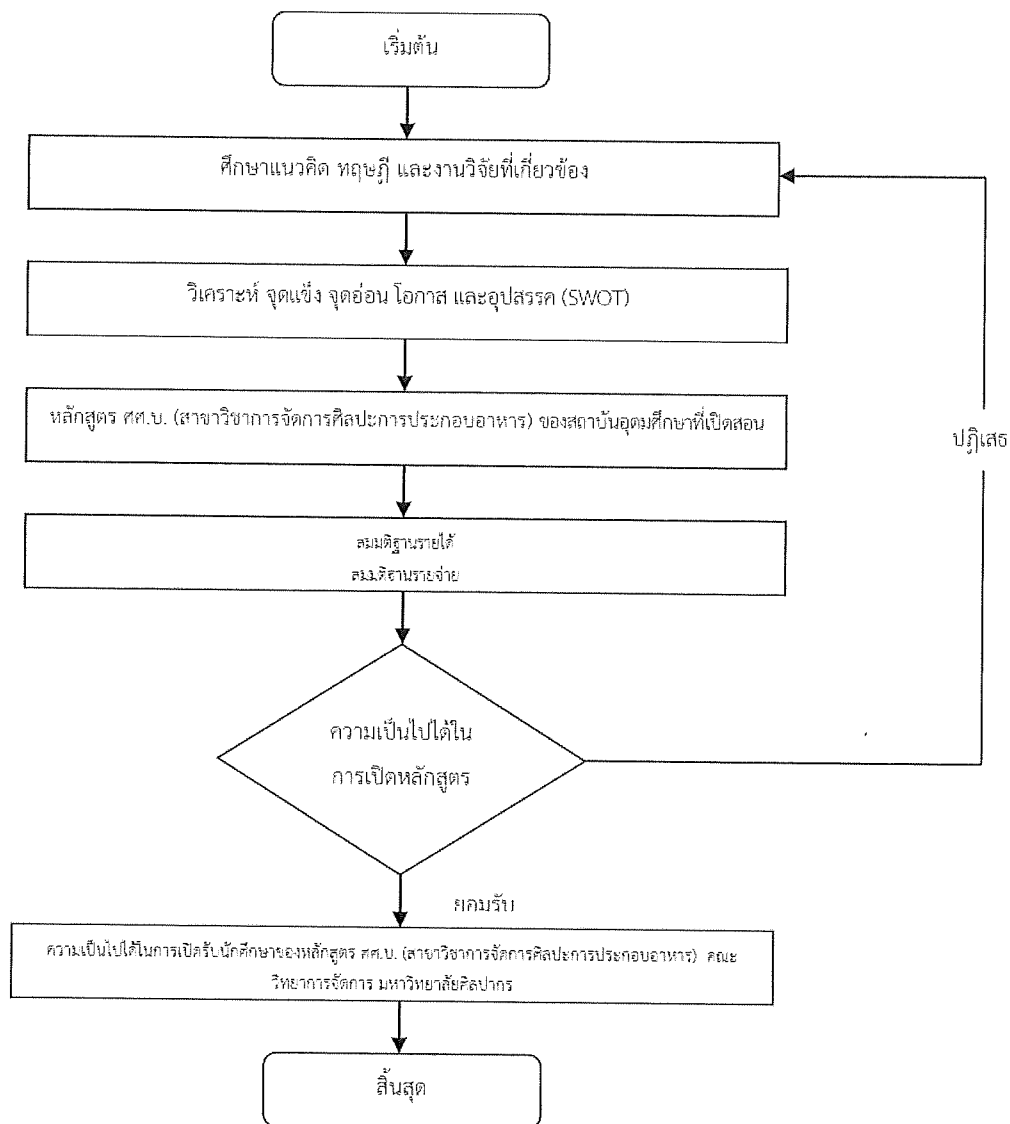 เริ่มต้น
ศึกษาแนวคิด ทฤษฎี และงานวิจัยที่เกี่ยวข้อง
วิเคราะห์ จุดแข็ง จุดอ่อน โอกาส และอุปสรรค (SWOT)
หลักสูตร ศศ.บ. (สาขาวิชาการจัดการศิลปะการประกอบอาหาร) ของสถาบันอุดมศึกษาที่เปิดสอน
ปฏิเสธ
สมมติฐานรายได้
สมมติฐานรายจ่าย
ความเป็นไปได้ใน
การเปิดหลักสูตร
ยอมรับ
ความเป็นไปได้ในการเปิดรับนักศึกษาของหลักสูตร ศศ.บ. (สาขาวิชาการจัดการศิลปะการประกอบอาหาร) คณะ
วิทยาการจัดการ มหาวิทยาลัยศิลปากร
สิ้นสุด